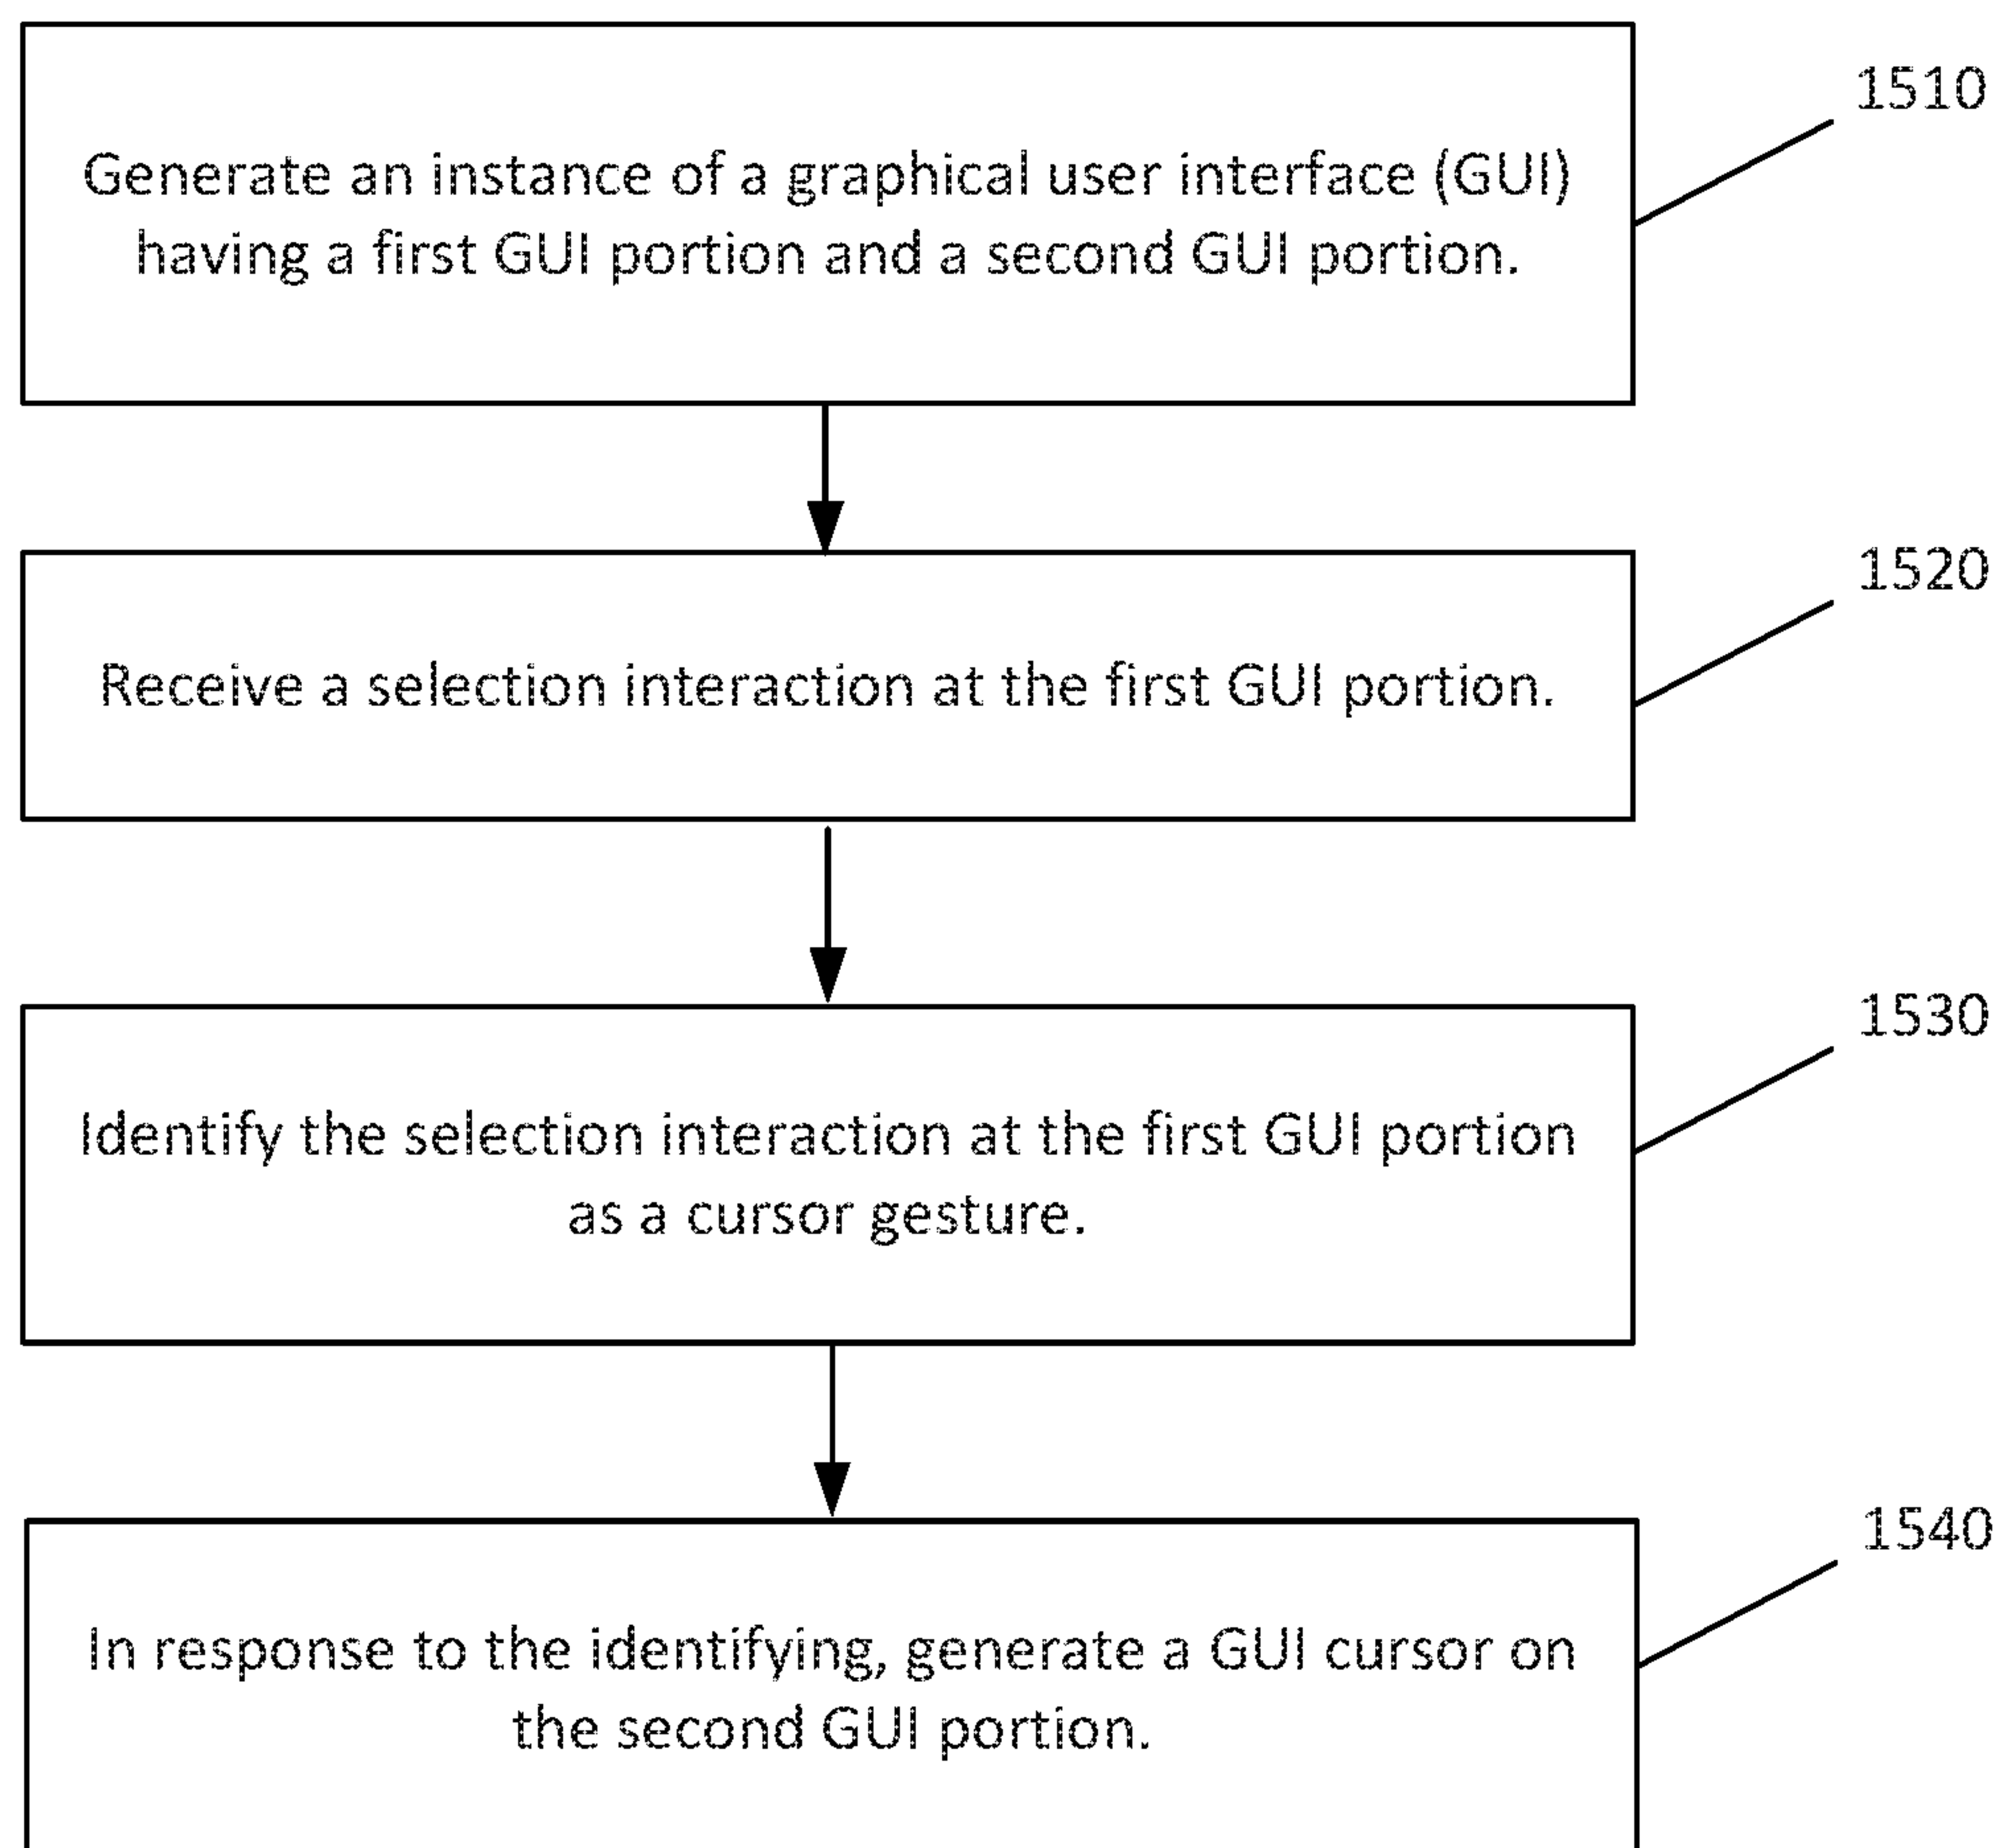 1510
Generate an instance of a graphical user interface (GUI)
having a first GUI portion and a second GUI portion.
1520
Receive a selection interaction at the first GUI portion.
1530
Identify the selection interaction at the first GUI portion
as a cursor gesture.
1540
In response to the identifying, generate a GUI cursor on
the second GUI portion.